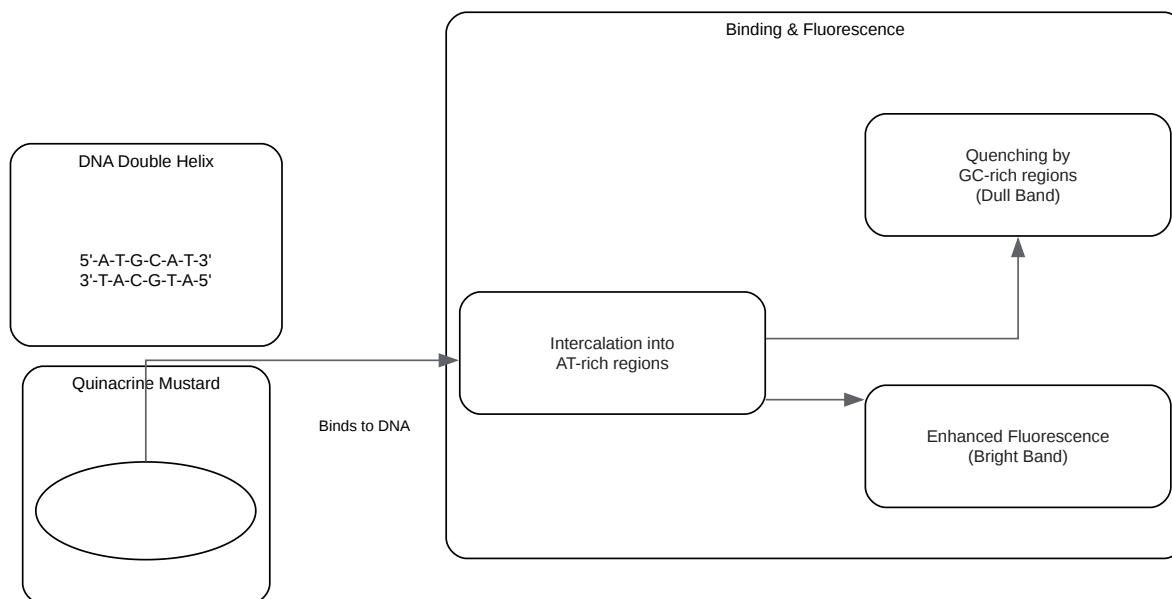 Binding & Fluorescence
Quenching by
GC-rich regions
(Dull Band)
DNA Double Helix
5'-A-T-G-C-A-T-3'
3'-T-A-C-G-T-A-5'
Intercalation into
AT-rich regions
Quinacrine Mustard
Binds to DNA
Enhanced Fluorescence
(Bright Band)